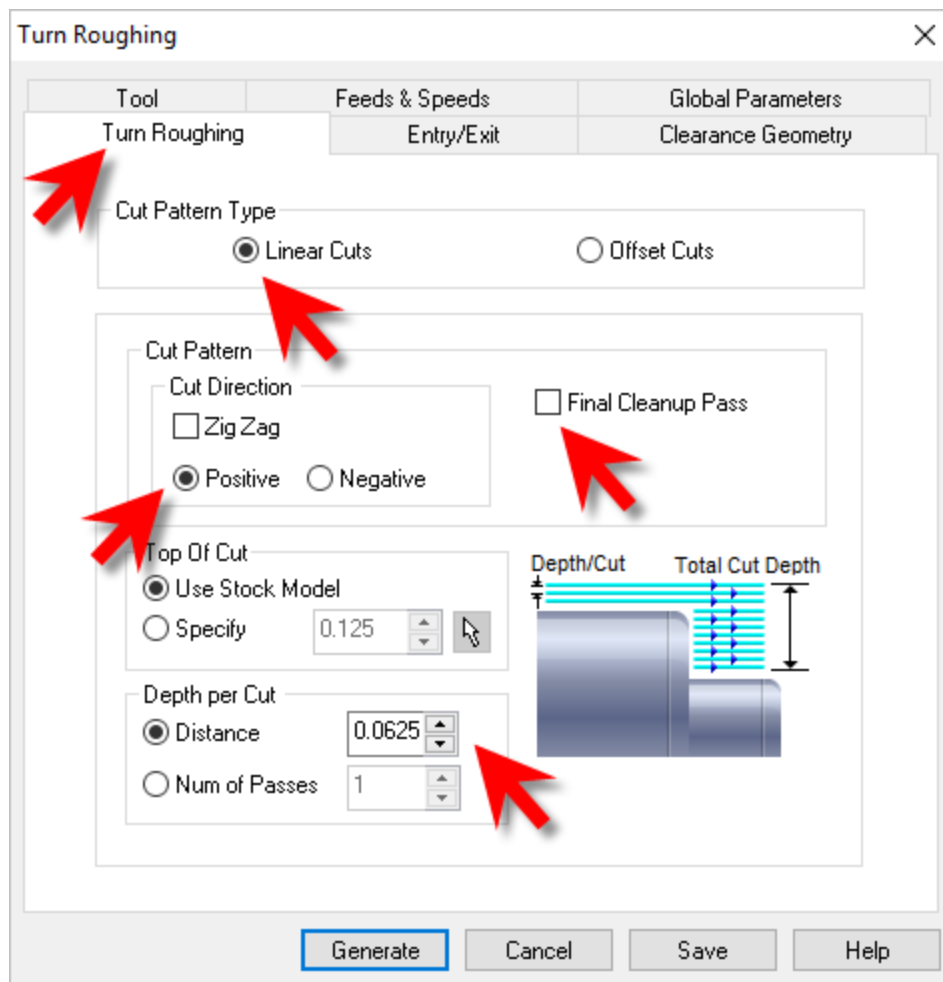 Turn Roughing
Tool Feeds & Speeds Global Parameters
Turn Roughing Entry/Exit Clearance Geometry
Cut Pattern Type
Linear Cuts Offset Cuts
Cut Pattern
Cut Direction
Zig Zag
Final Cleanup Pass
Positive Negative
Top Of Cut
Use Stock Model
Specify 0.125
Depth/Cut Total Cut Depth
Depth per Cut
Distance 0.0625
Num of Passes 1
Generate Cancel Save Help